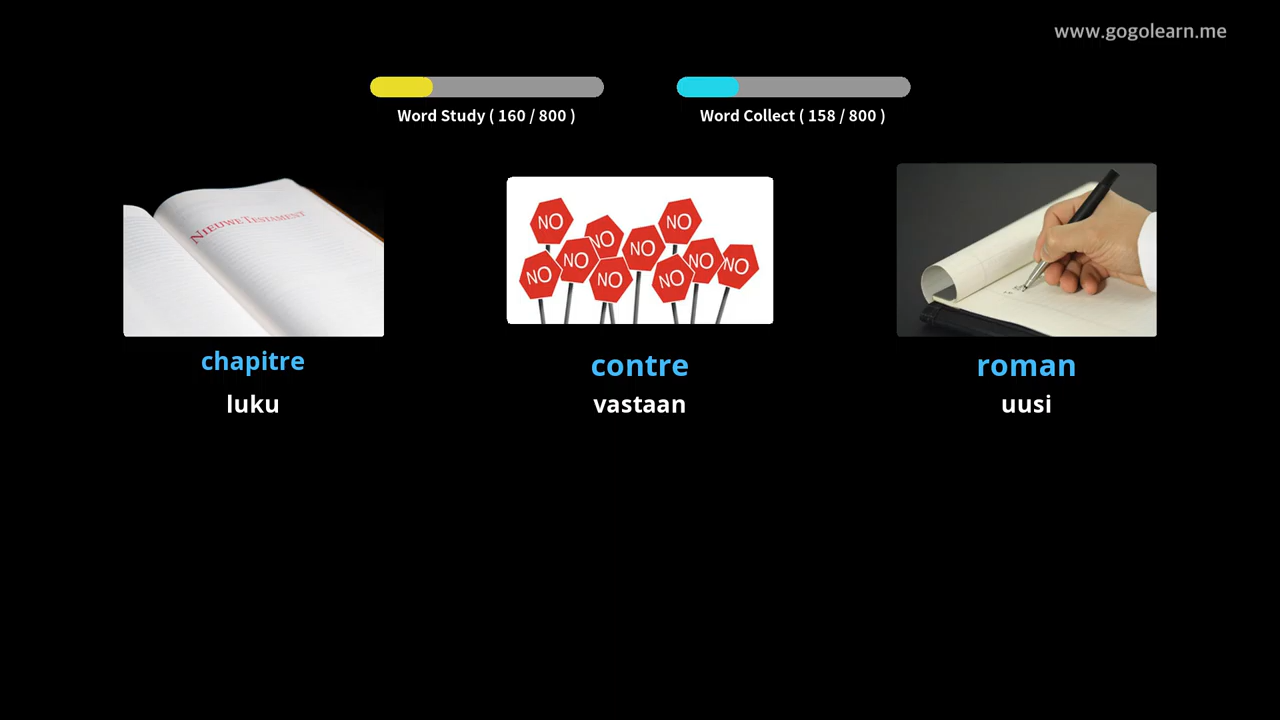 www.gogolearn.me
Word Study ( 160 / 800 )
Word Collect ( 158 / 800 )
NIEUWE TESTAMENT
NO
NO
NO
NO
NO
NO
NO
NO
NO
NO
chapitre
contre
roman
luku
vastaan
uusi